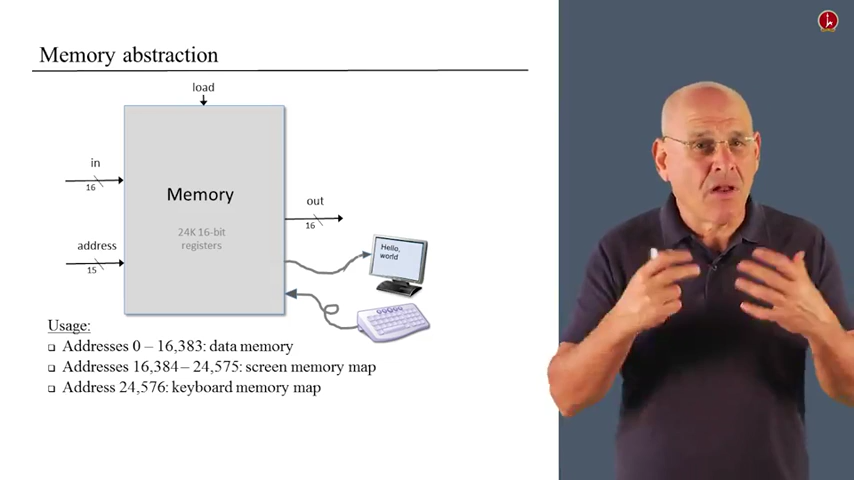 Memory abstraction
load
in
16
Memory
out
16
24K 16-bit
registers
address
15
Hello,
world
Usage:
❑ Addresses 0 – 16,383: data memory
❑ Addresses 16,384 – 24,575: screen memory map
❑ Address 24,576: keyboard memory map